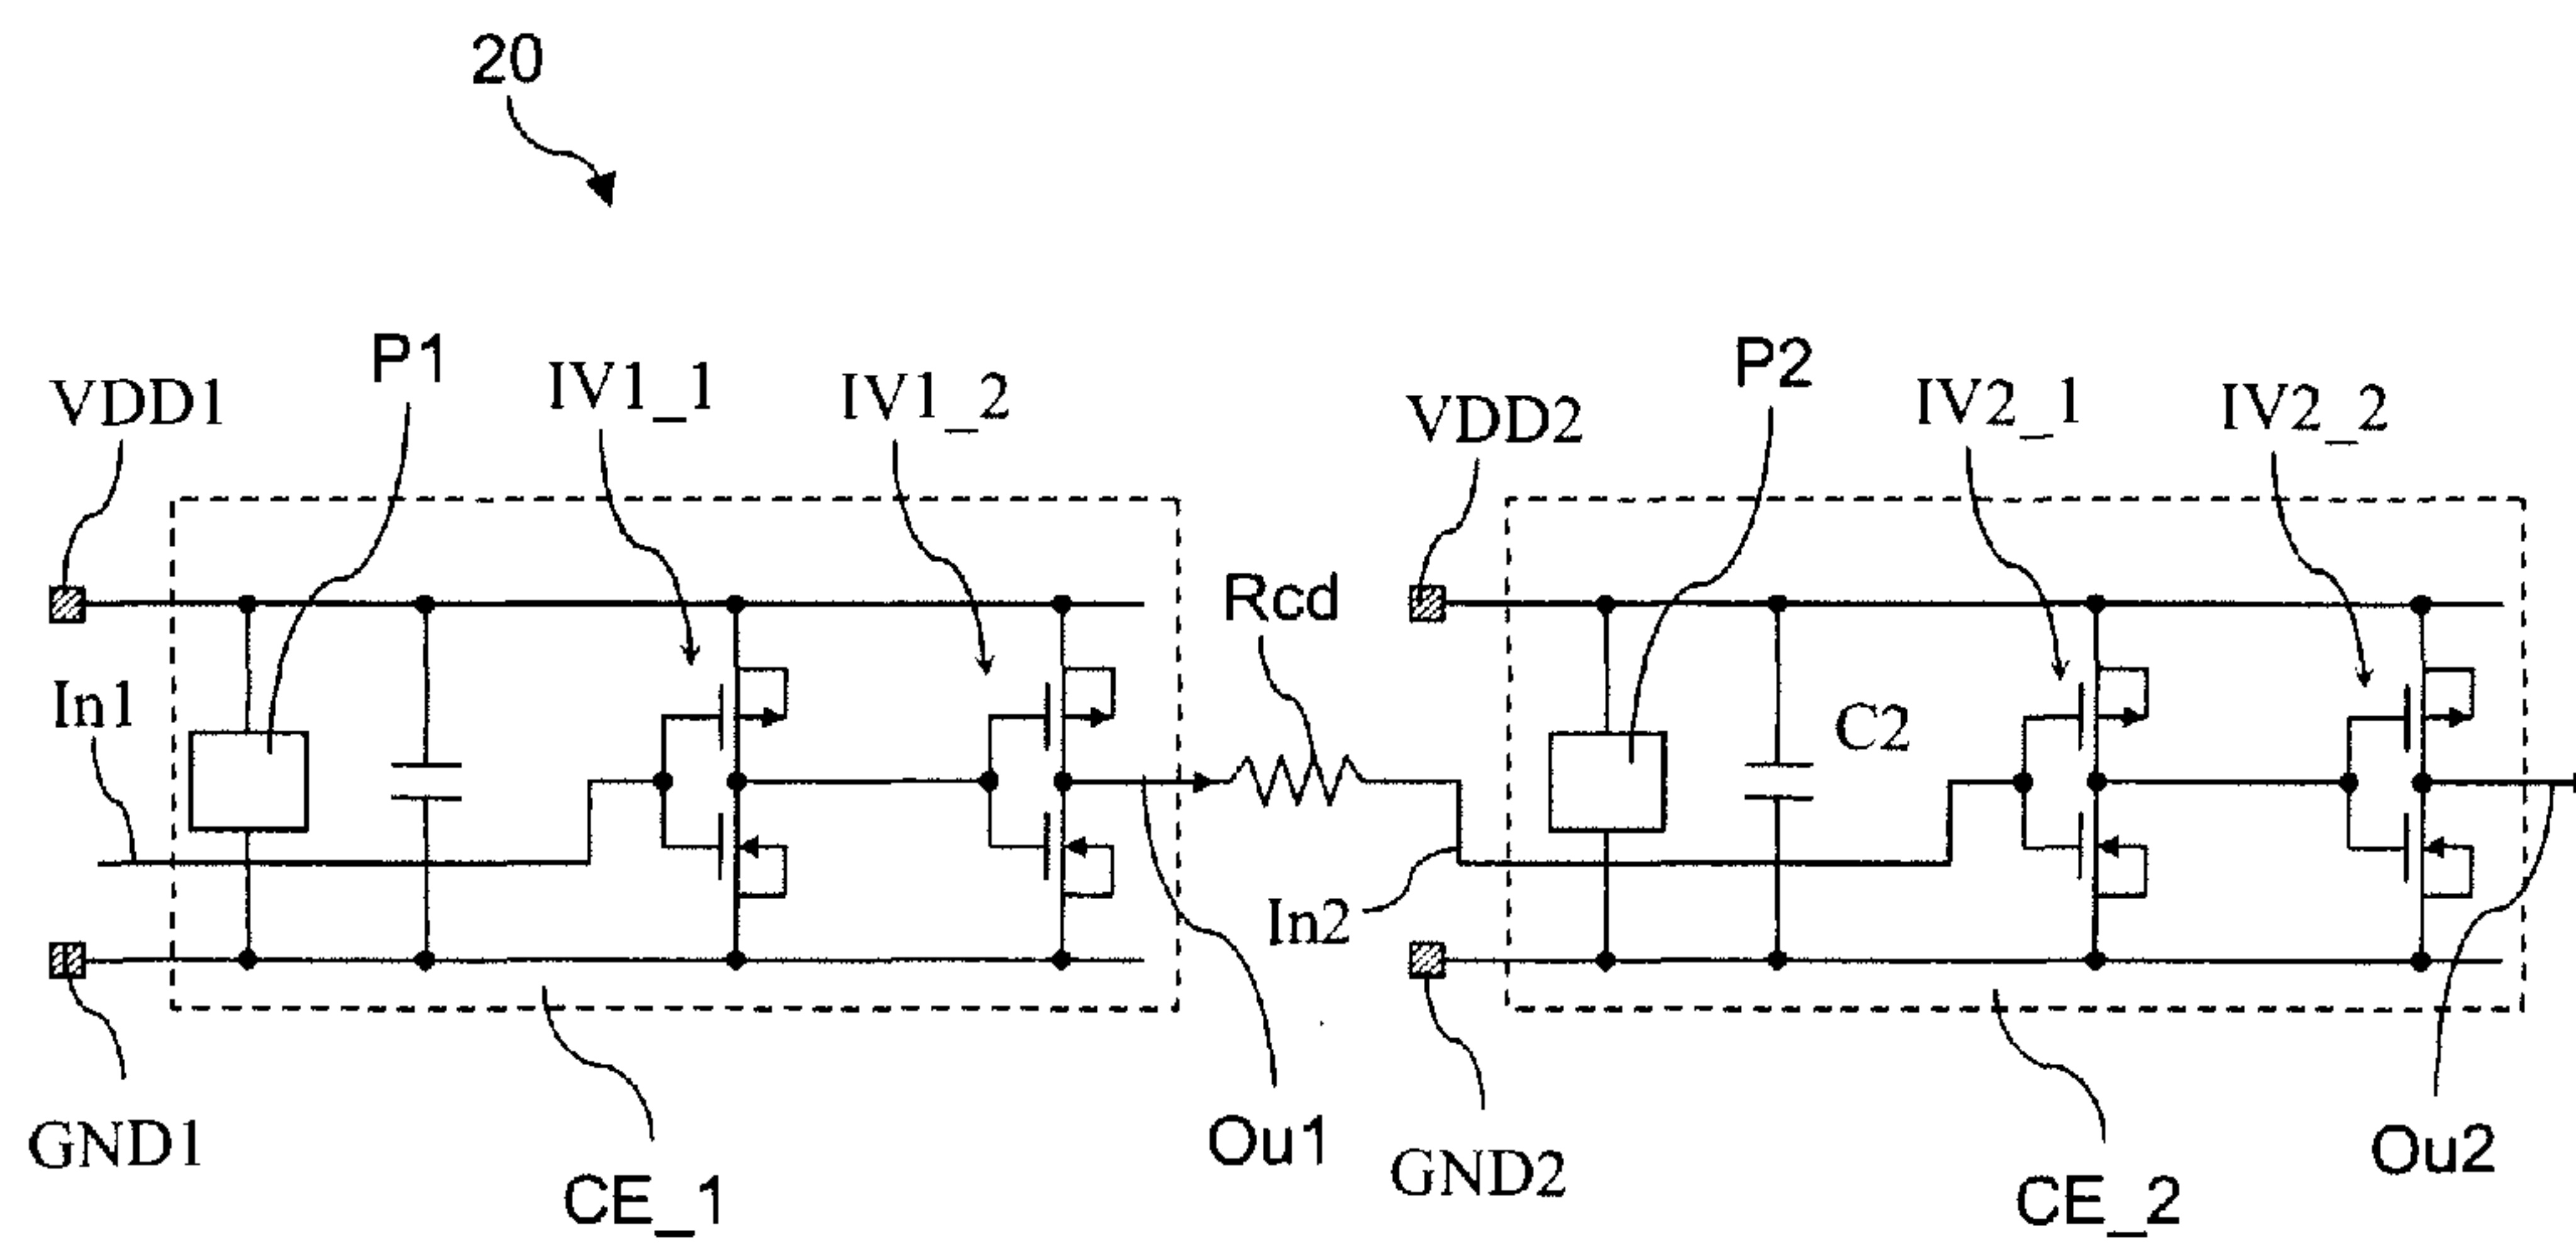 20
P1
IV1_1
IV1_2
VDD1
P2
IV2_1
IV2_2
VDD2
Rcd
In1
C2
In2
GND1
Ou1
GND2
Ou2
CE_1
CE_2